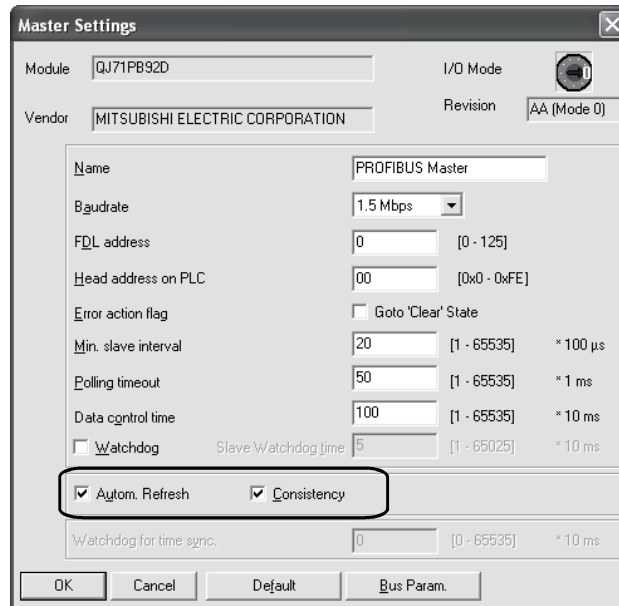 Master Settings
Module QJ71PB92D I/O Mode 0
Vendor MITSUBISHI ELECTRIC CORPORATION Revision AA (Mode 0)
Name PROFIBUS Master
Baudrate 1.5 Mbps
FDL address 0 [0 - 125]
Head address on PLC 00 [0x0 - 0xFE]
Error action flag Goto 'Clear' State
Min. slave interval 20 [1 - 65535] * 100 µs
Polling timeout 50 [1 - 65535] * 1 ms
Data control time 100 [1 - 65535] * 10 ms
Watchdog Slave Watchdog time 5 [1 - 65025] * 10 ms
Autom. Refresh Consistency
Watchdog for time sync. 0 [0 - 65535] * 10 ms
OK Cancel Default Bus Param.